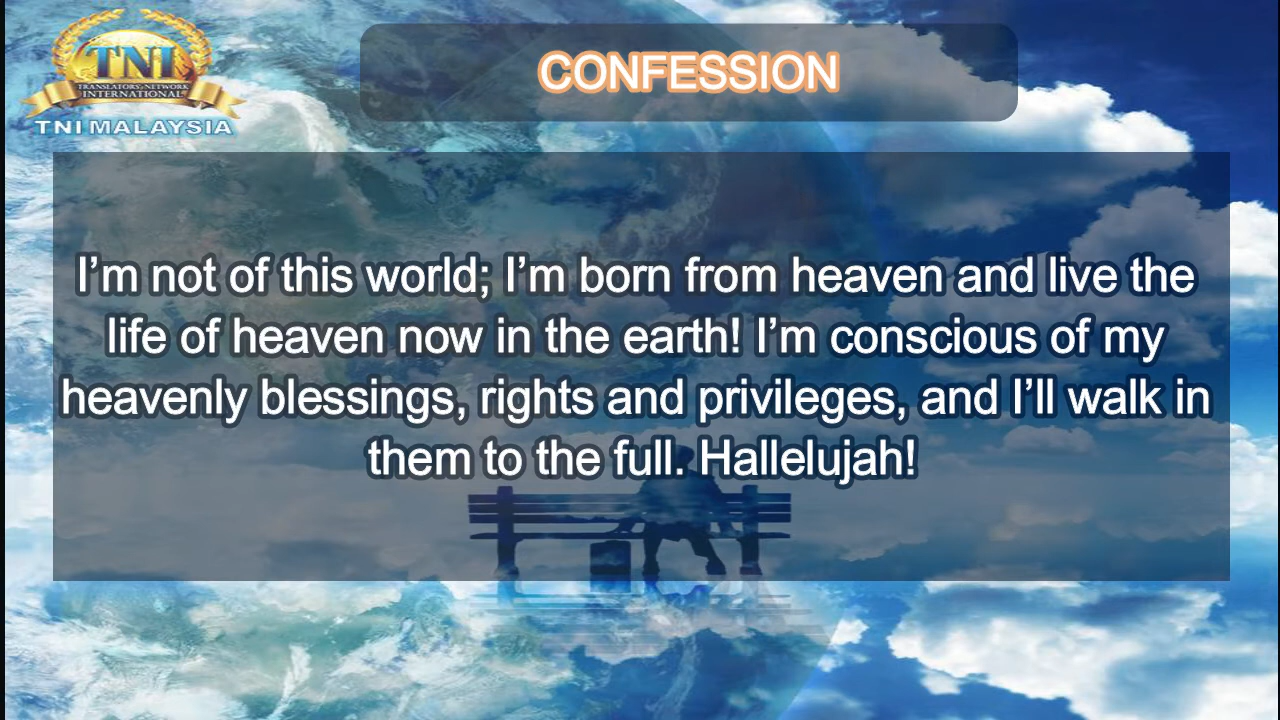 TNI
TRANSLATORS NETWORK
INTERNATIONAL
TNI MALAYSIA
CONFESSION
I’m not of this world; I’m born from heaven and live the
life of heaven now in the earth! I’m conscious of my
heavenly blessings, rights and privileges, and I’ll walk in
them to the full. Hallelujah!